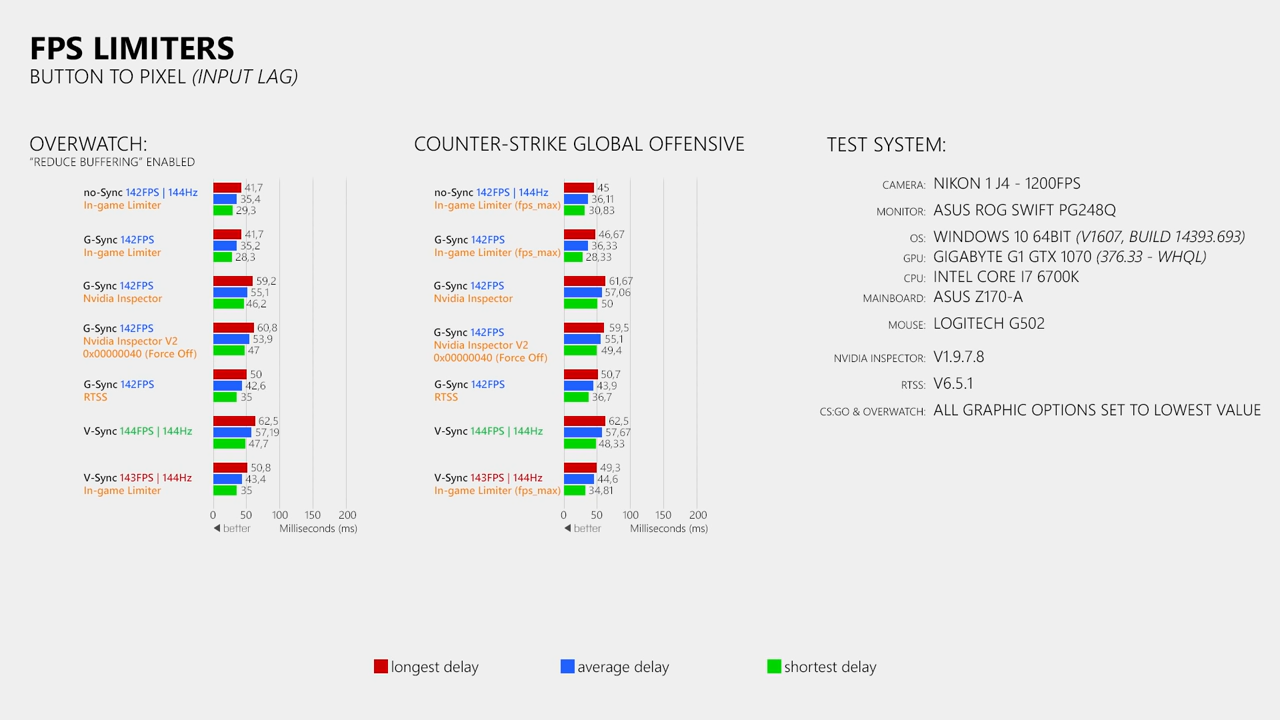 FPS LIMITERS
BUTTON TO PIXEL (INPUT LAG)
OVERWATCH:
"REDUCE BUFFERING" ENABLED
no-Sync 142FPS | 144Hz
In-game Limiter
41,7
35,4
29,3
G-Sync 142FPS
In-game Limiter
41,7
35,2
28,3
G-Sync 142FPS
Nvidia Inspector
59,2
55,1
46,2
G-Sync 142FPS
Nvidia Inspector V2
0x00000040 (Force Off)
60,8
53,9
47
G-Sync 142FPS
RTSS
50
42,6
35
V-Sync 144FPS | 144Hz
62,5
57,19
47,7
V-Sync 143FPS | 144Hz
In-game Limiter
50,8
43,4
35
0 50 100 150 200
◄ better Milliseconds (ms)
COUNTER-STRIKE GLOBAL OFFENSIVE
no-Sync 142FPS | 144Hz
In-game Limiter (fps_max)
45
36,11
30,83
G-Sync 142FPS
In-game Limiter (fps_max)
46,67
36,33
28,33
G-Sync 142FPS
Nvidia Inspector
61,67
57,06
50
G-Sync 142FPS
Nvidia Inspector V2
0x00000040 (Force Off)
59,5
55,1
49,4
G-Sync 142FPS
RTSS
50,7
43,9
36,7
V-Sync 144FPS | 144Hz
62,5
57,67
48,33
V-Sync 143FPS | 144Hz
In-game Limiter (fps_max)
49,3
44,6
34,81
0 50 100 150 200
◄ better Milliseconds (ms)
TEST SYSTEM:
CAMERA: NIKON 1 J4 - 1200FPS
MONITOR: ASUS ROG SWIFT PG248Q
OS: WINDOWS 10 64BIT (V1607, BUILD 14393.693)
GPU: GIGABYTE G1 GTX 1070 (376.33 - WHQL)
CPU: INTEL CORE I7 6700K
MAINBOARD: ASUS Z170-A
MOUSE: LOGITECH G502
NVIDIA INSPECTOR: V1.9.7.8
RTSS: V6.5.1
CS:GO & OVERWATCH: ALL GRAPHIC OPTIONS SET TO LOWEST VALUE
longest delay
average delay
shortest delay